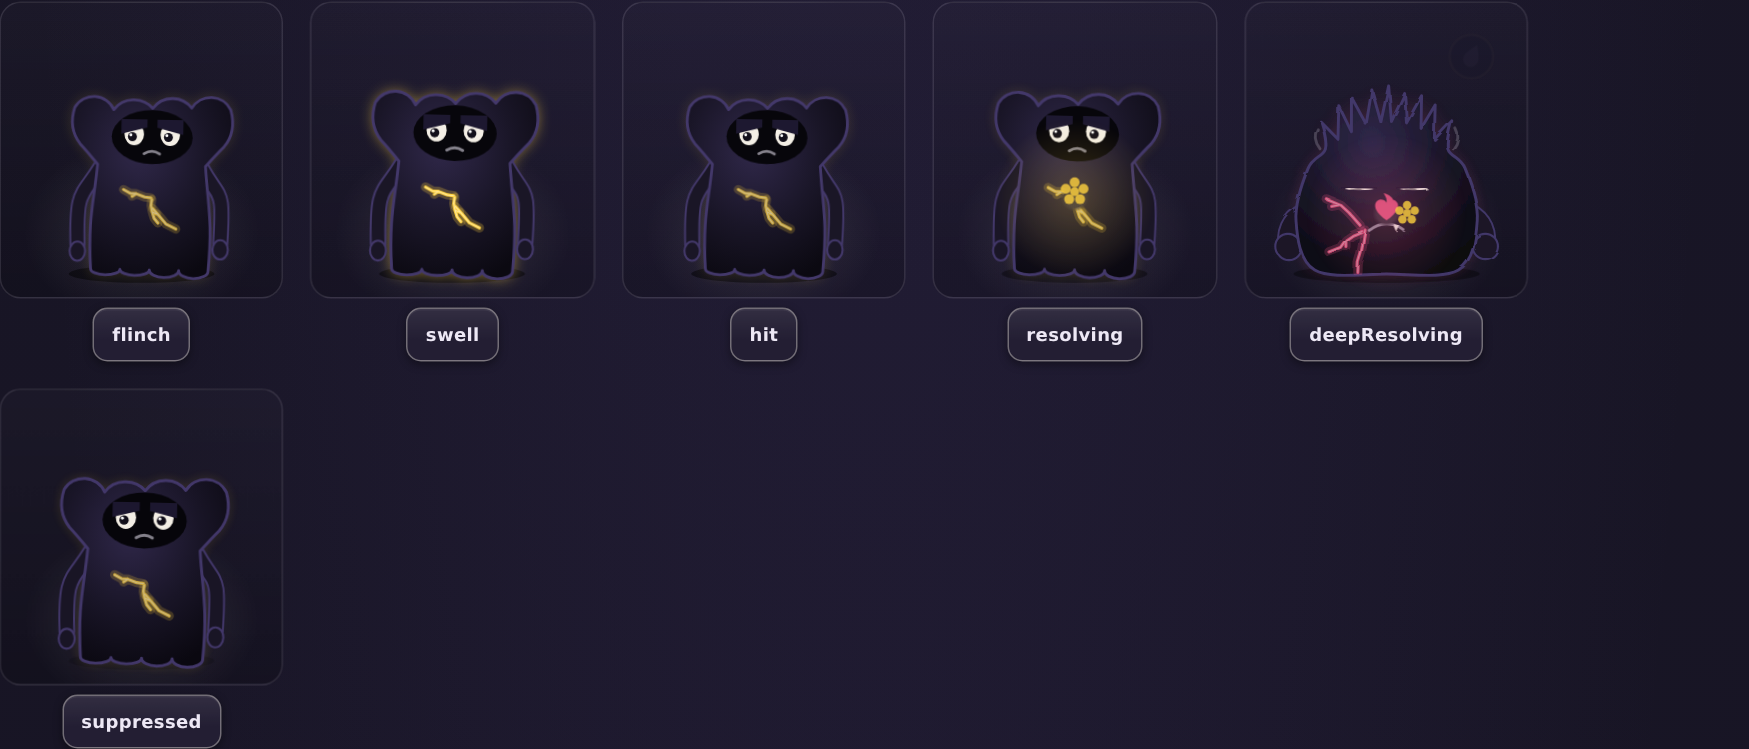 flinch
swell
hit
resolving
deepResolving
suppressed